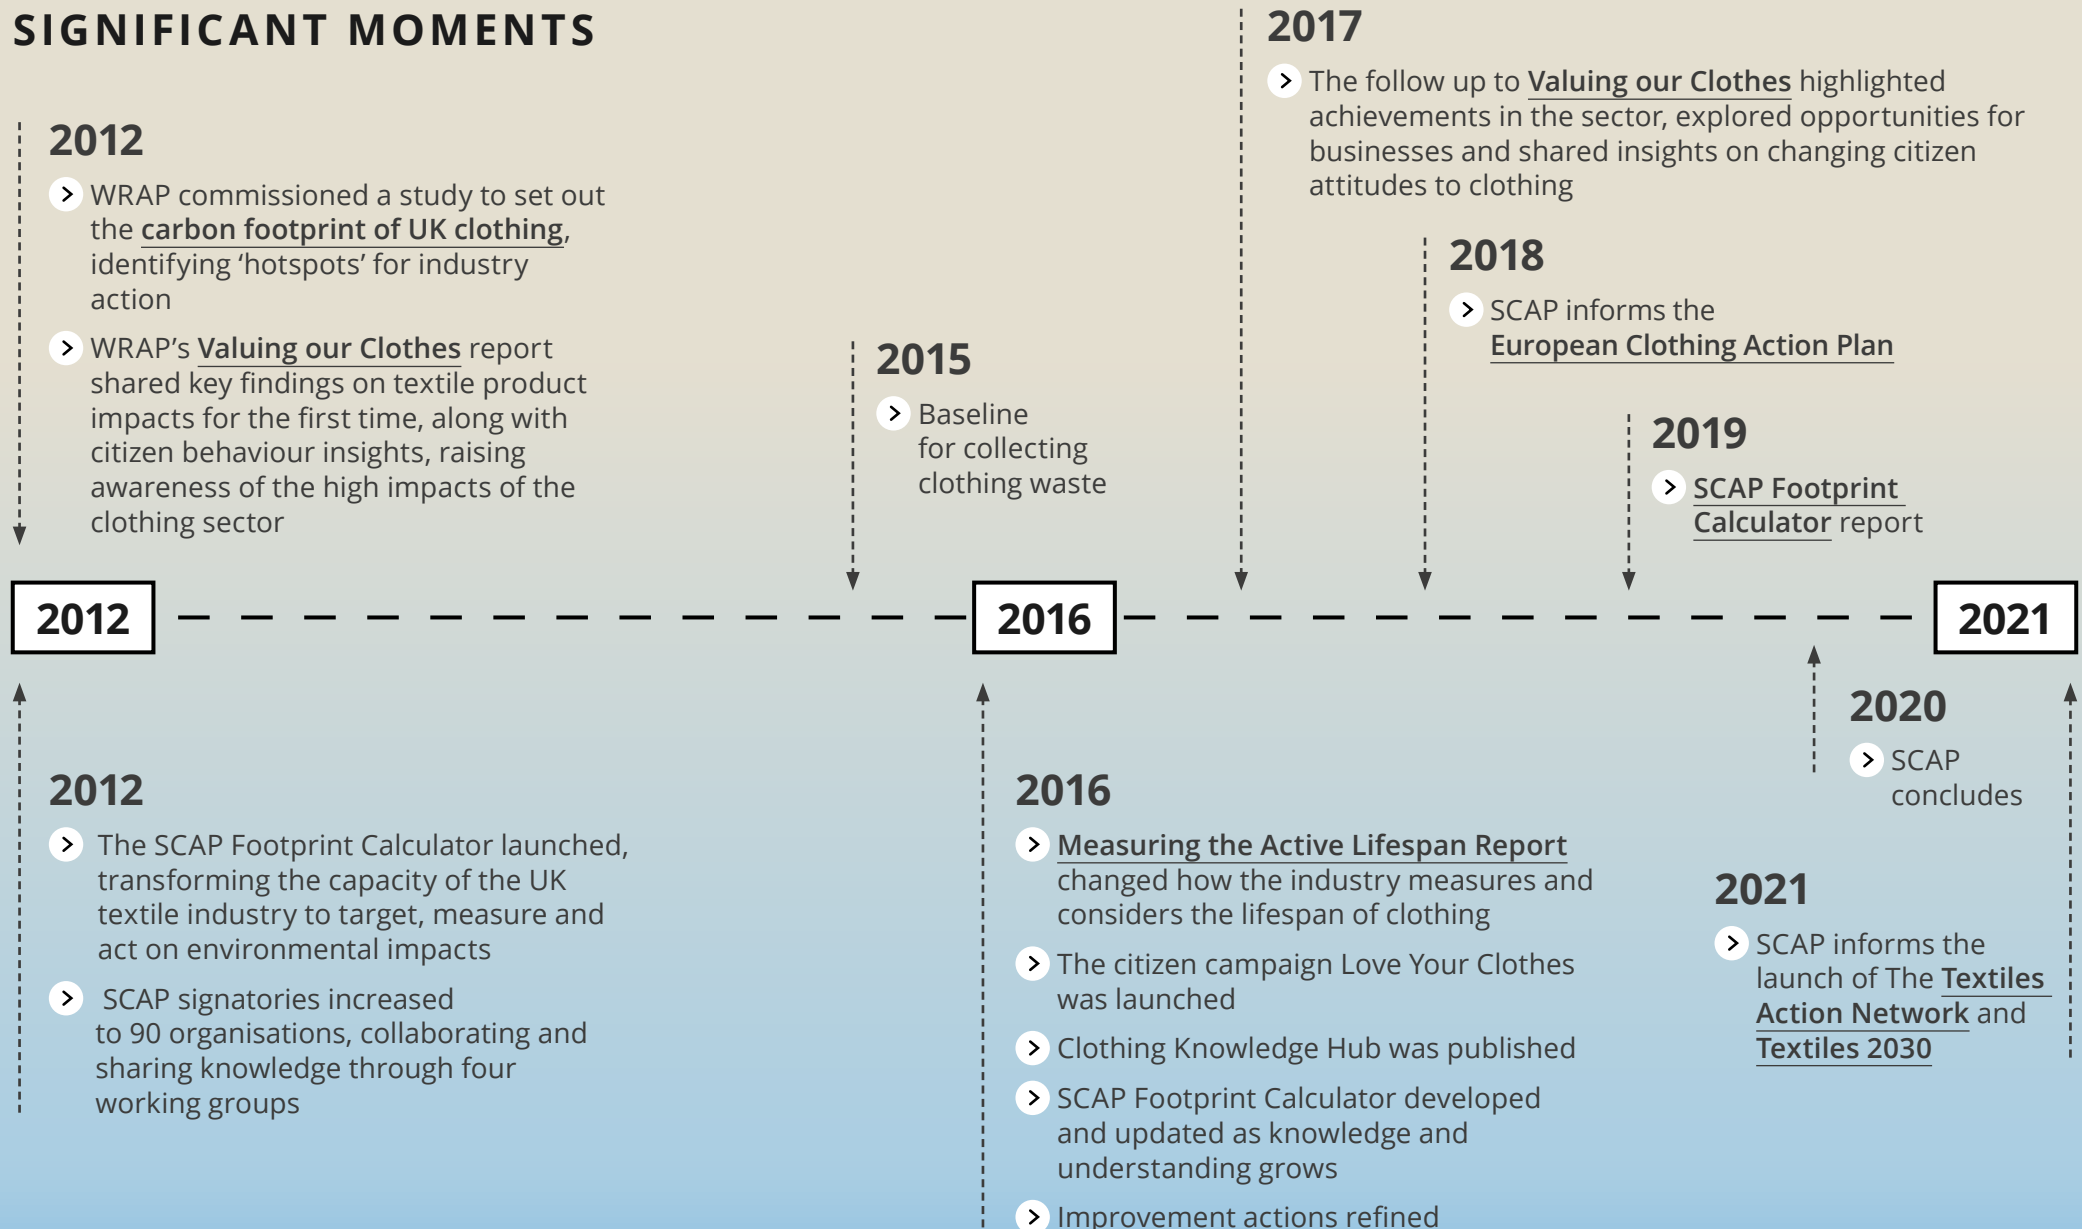 SIGNIFICANT MOMENTS
2012
WRAP commissioned a study to set out
the carbon footprint of UK clothing,
identifying ‘hotspots’ for industry
action
WRAP’s Valuing our Clothes report
shared key findings on textile product
impacts for the first time, along with
citizen behaviour insights, raising
awareness of the high impacts of the
clothing sector
2015
Baseline
for collecting
clothing waste
2017
The follow up to Valuing our Clothes highlighted
achievements in the sector, explored opportunities for
businesses and shared insights on changing citizen
attitudes to clothing
2018
SCAP informs the
European Clothing Action Plan
2019
SCAP Footprint
Calculator report
2012
2016
2021
2012
The SCAP Footprint Calculator launched,
transforming the capacity of the UK
textile industry to target, measure and
act on environmental impacts
SCAP signatories increased
to 90 organisations, collaborating and
sharing knowledge through four
working groups
2016
Measuring the Active Lifespan Report
changed how the industry measures and
considers the lifespan of clothing
The citizen campaign Love Your Clothes
was launched
Clothing Knowledge Hub was published
SCAP Footprint Calculator developed
and updated as knowledge and
understanding grows
Improvement actions refined
2020
SCAP
concludes
2021
SCAP informs the
launch of The Textiles
Action Network and
Textiles 2030